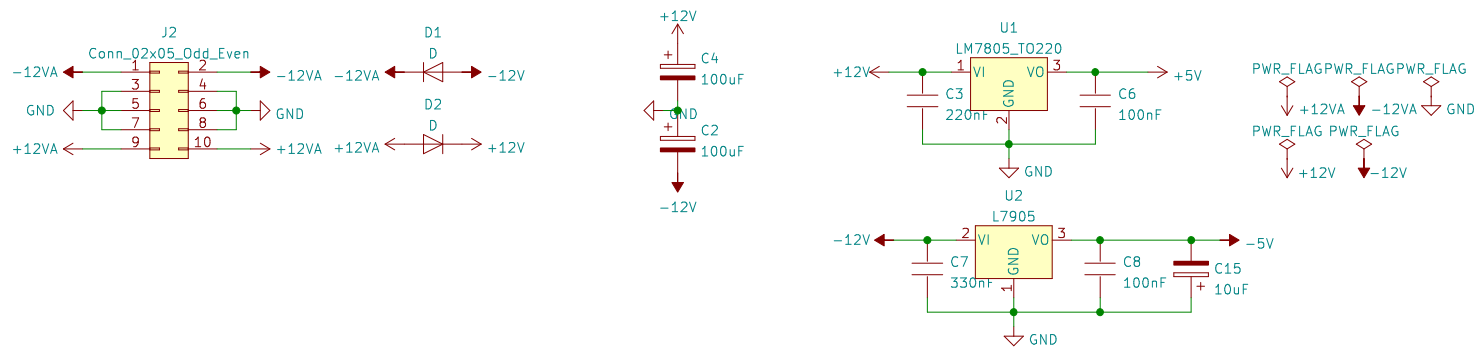 J2
Conn_02x05_Odd_Even
-12VA 1 2 -12VA
3 4
GND 5 6 GND
7 8
+12VA 9 10 +12VA
D1
D
-12VA -12V
D2
D
+12VA +12V
+12V
+ C4
100uF
GND
+ C2
100uF
-12V
U1
LM7805_TO220
+12V 1 VI VO 3 +5V
GND
2
C3
220nF
C6
100nF
GND
U2
L7905
-12V 2 VI VO 3 -5V
GND
1
C7
330nF
C8
100nF
C15
+ 10uF
GND
PWR_FLAG PWR_FLAG PWR_FLAG
+12VA -12VA GND
PWR_FLAG PWR_FLAG
+12V -12V